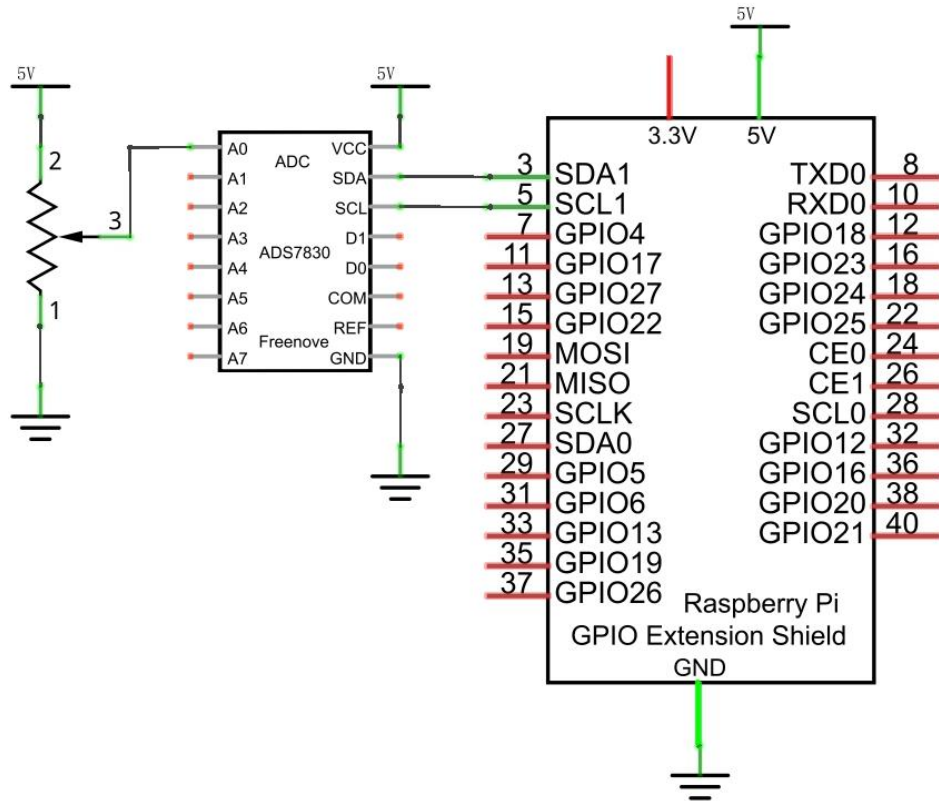 5V
2
3
1
5V
ADC
ADS7830
Freenove
A0
A1
A2
A3
A4
A5
A6
A7
VCC
SDA
SCL
D1
D0
COM
REF
GND
5V
3.3V 5V
3 SDA1
5 SCL1
7 GPIO4
11 GPIO17
13 GPIO27
15 GPIO22
19 MOSI
21 MISO
23 SCLK
27 SDA0
29 GPIO5
31 GPIO6
33 GPIO13
35 GPIO19
37 GPIO26
TXD0 8
RXD0 10
GPIO18 12
GPIO23 16
GPIO24 18
GPIO25 22
CE0 24
CE1 26
SCL0 28
GPIO12 32
GPIO16 36
GPIO20 38
GPIO21 40
Raspberry Pi
GPIO Extension Shield
GND